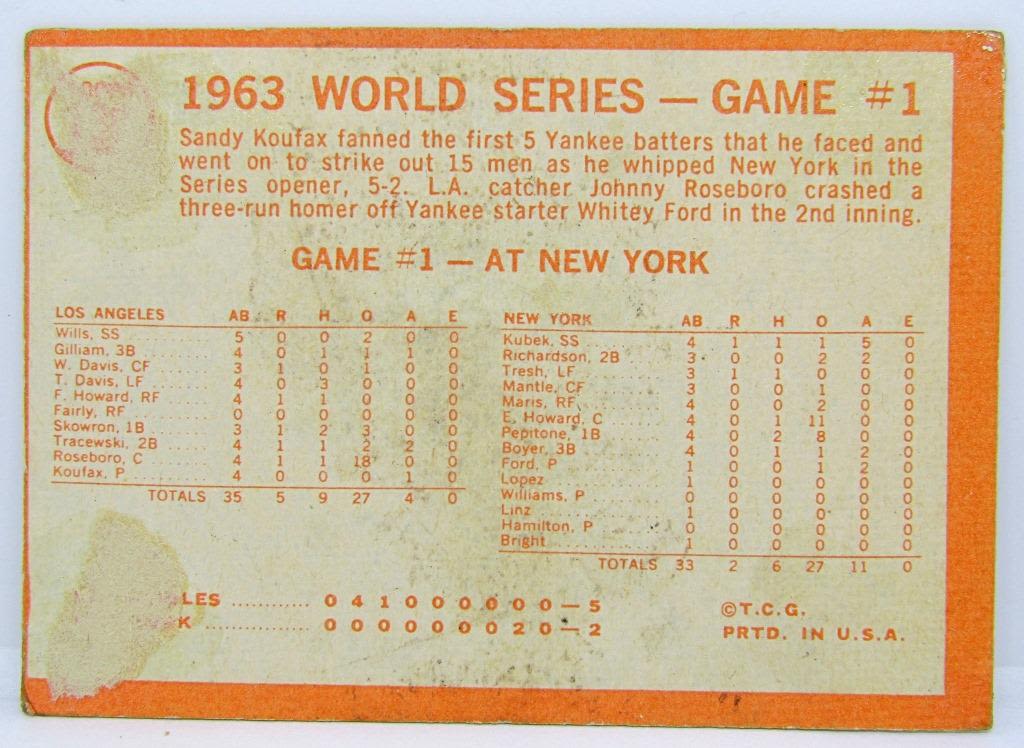 1963 WORLD SERIES — GAME #1
Sandy Koufax fanned the first 5 Yankee batters that he faced and
went on to strike out 15 men as he whipped New York in the
Series opener, 5-2. L.A. catcher Johnny Roseboro crashed a
three-run homer off Yankee starter Whitey Ford in the 2nd inning.
GAME #1 — AT NEW YORK
LOS ANGELES AB R H O A E
Wills, SS 5 0 0 2 0 0
Gilliam, 3B 4 0 1 1 1 0
W. Davis, CF 3 1 0 1 0 0
T. Davis, LF 4 0 3 0 0 0
F. Howard, RF 4 1 1 0 0 0
Fairly, RF 0 0 0 0 0 0
Skowron, 1B 3 1 2 3 0 0
Tracewski, 2B 4 1 1 2 2 0
Roseboro, C 4 1 1 18 0 0
Koufax, P 4 0 0 0 1 0
TOTALS 35 5 9 27 4 0
NEW YORK AB R H O A E
Kubek, SS 4 1 1 1 5 0
Richardson, 2B 3 0 0 2 2 0
Tresh, LF 3 1 1 0 0 0
Mantle, CF 3 0 0 1 0 0
Maris, RF 4 0 0 2 0 0
E. Howard, C 4 0 1 11 0 0
Pepitone, 1B 4 0 2 8 0 0
Boyer, 3B 4 0 1 1 2 0
Ford, P 1 0 0 1 2 0
Lopez 1 0 0 0 0 0
Williams, P 0 0 0 0 0 0
Linz 1 0 0 0 0 0
Hamilton, P 0 0 0 0 0 0
Bright 1 0 0 0 0 0
TOTALS 33 2 6 27 11 0
LES ............ 0 4 1 0 0 0 0 0 0 — 5
K ............ 0 0 0 0 0 0 0 2 0 — 2
©T.C.G.
PRTD. IN U.S.A.